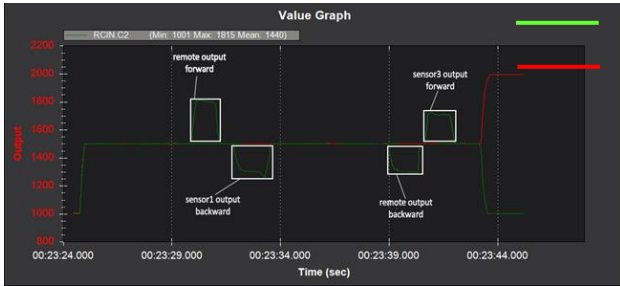 Value Graph
RCIN.C2 (Min: 1001 Max: 1815 Mean: 1440)
2200
2000
1800
1600
1400
1200
1000
800
Output
remote output
forward
sensor3 output
forward
sensor1 output
backward
remote output
backward
00:23:24.000 00:23:29.000 00:23:34.000 00:23:39.000 00:23:44.000
Time (sec)